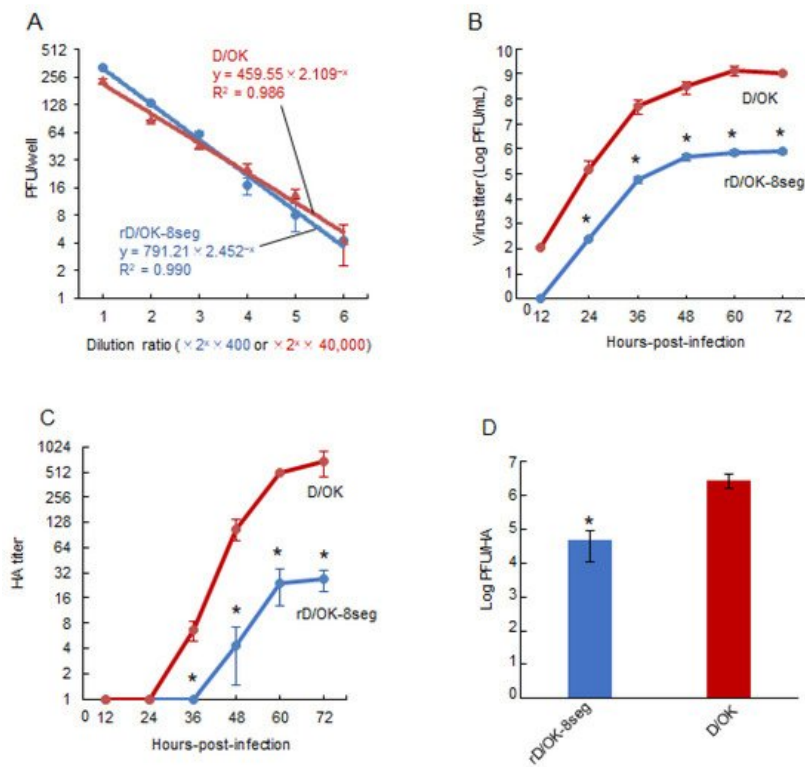 A
512
256
128
64
32
16
8
4
2
1
PFU/well
D/OK
y = 459.55 × 2.109⁻ˣ
R² = 0.986
rD/OK-8seg
y = 791.21 × 2.452⁻ˣ
R² = 0.990
1 2 3 4 5 6
Dilution ratio ( × 2ˣ × 400 or × 2ˣ × 40,000)
B
10
9
8
7
6
5
4
3
2
1
0
Virus titer (Log PFU/mL)
D/OK
* * * * *
rD/OK-8seg
12 24 36 48 60 72
Hours-post-infection
C
1024
512
256
128
64
32
16
8
4
2
1
0
HA titer
D/OK
* * * *
rD/OK-8seg
12 24 36 48 60 72
Hours-post-infection
D
7
6
5
4
3
2
1
0
Log PFU/HA
*
rD/OK-8seg
D/OK